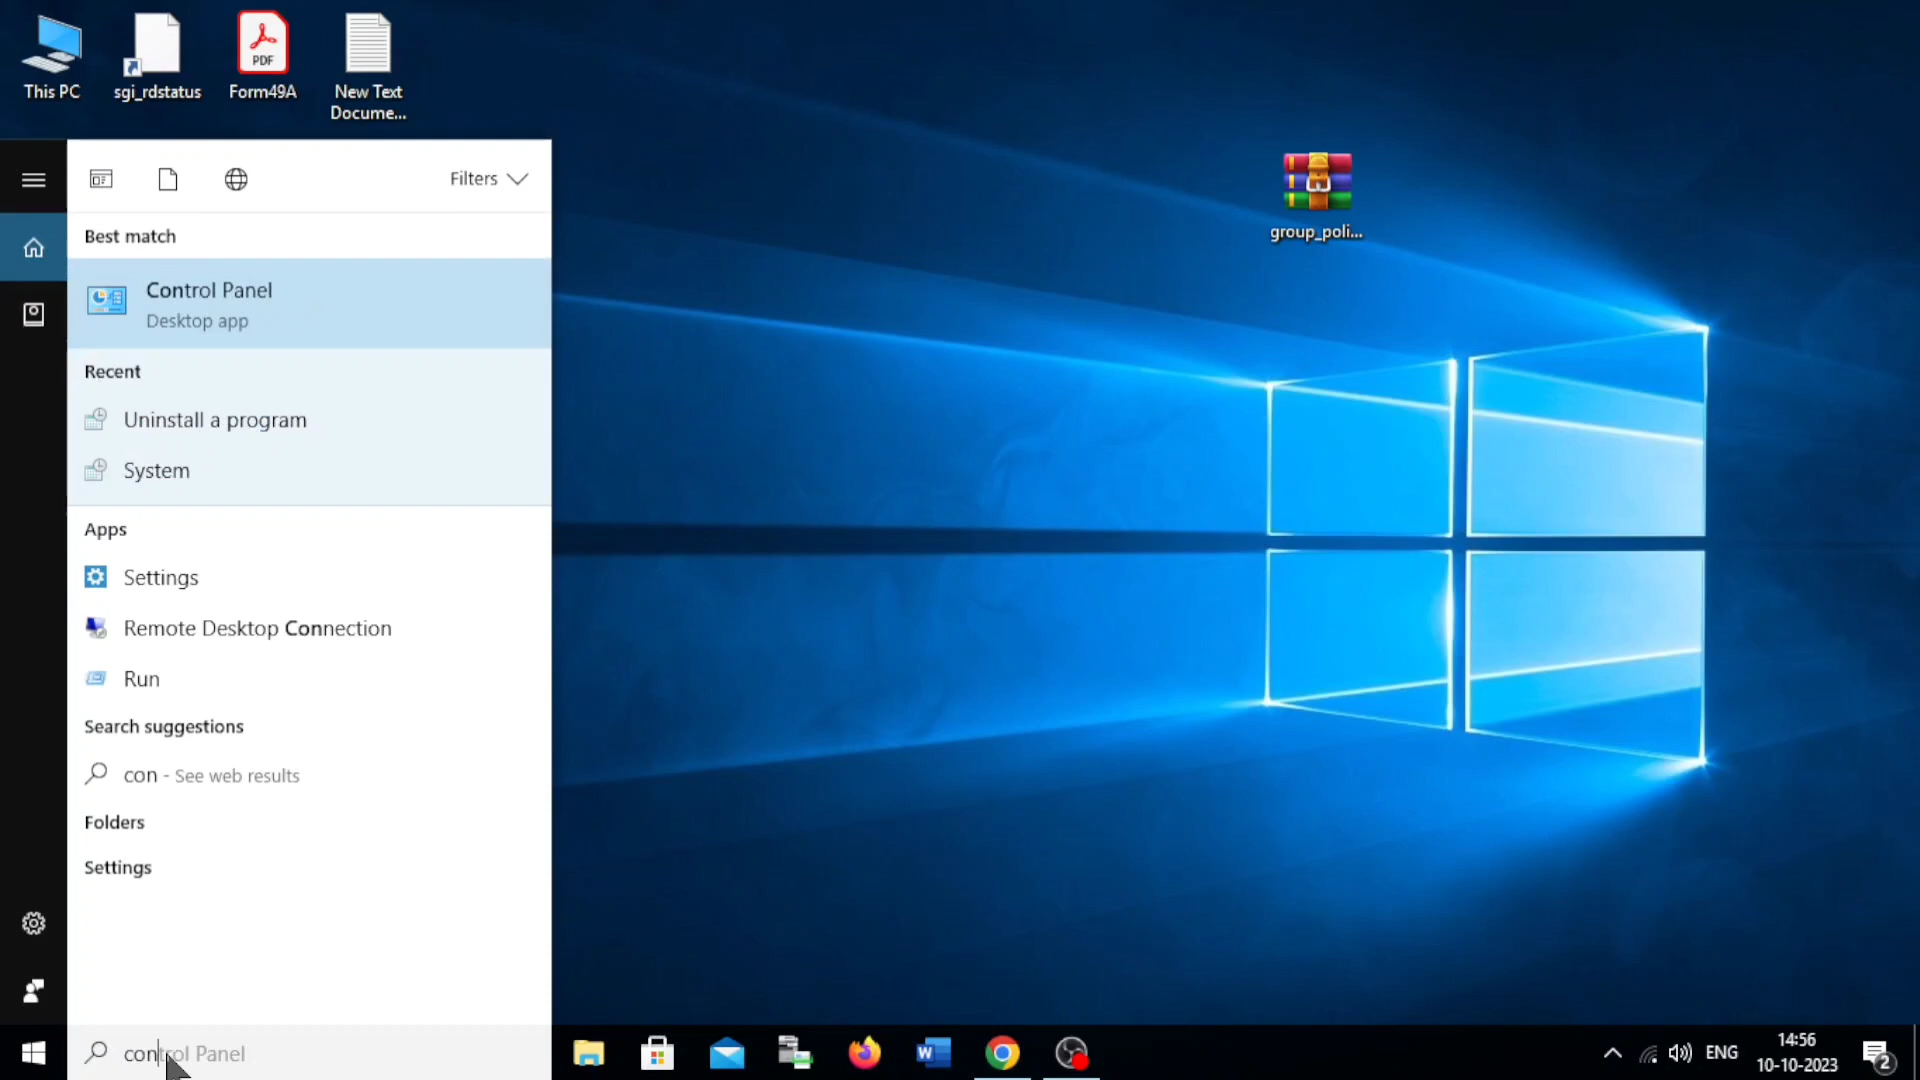 This PC
sgi_rdstatus
PDF
Form49A
New Text
Docume...
group_poli...
Filters
Best match
Control Panel
Desktop app
Recent
Uninstall a program
System
Apps
Settings
Remote Desktop Connection
Run
Search suggestions
con - See web results
Folders
Settings
control Panel
W
ENG
14:56
10-10-2023
2